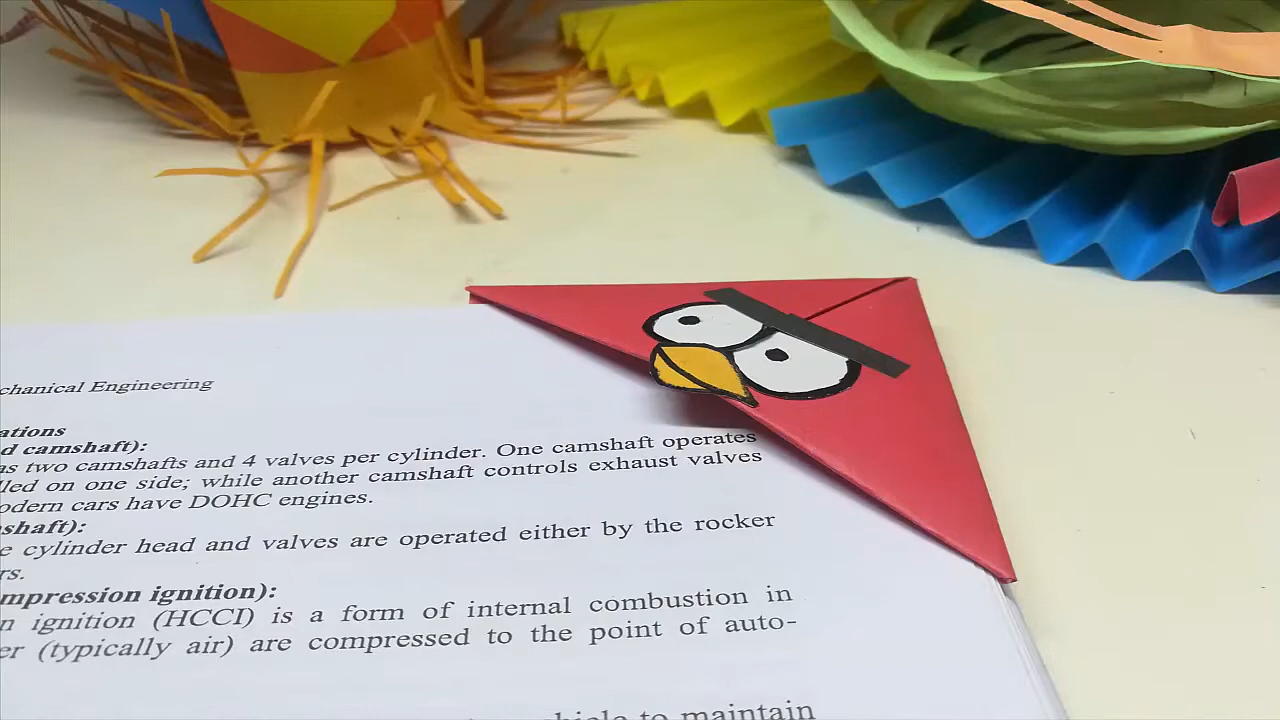 chanical Engineering
ations
d camshaft):
as two camshafts and 4 valves per cylinder. One camshaft operates
lled on one side; while another camshaft controls exhaust valves
odern cars have DOHC engines.
shaft):
e cylinder head and valves are operated either by the rocker
rs.
mpression ignition):
n ignition (HCCI) is a form of internal combustion in
er (typically air) are compressed to the point of auto-
to maintain